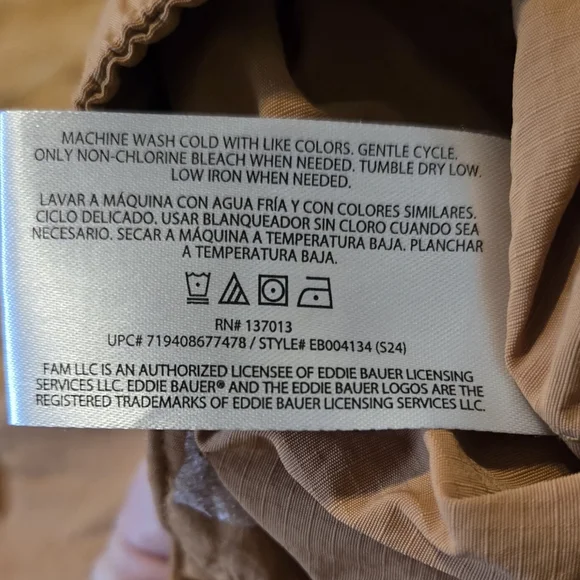 MACHINE WASH COLD WITH LIKE COLORS. GENTLE CYCLE.
ONLY NON-CHLORINE BLEACH WHEN NEEDED. TUMBLE DRY LOW.
LOW IRON WHEN NEEDED.
LAVAR A MÁQUINA CON AGUA FRÍA Y CON COLORES SIMILARES.
CICLO DELICADO. USAR BLANQUEADOR SIN CLORO CUANDO SEA
NECESARIO. SECAR A MÁQUINA A TEMPERATURA BAJA. PLANCHAR
A TEMPERATURA BAJA.
RN# 137013
UPC# 719408677478 / STYLE# EB004134 (S24)
FAM LLC IS AN AUTHORIZED LICENSEE OF EDDIE BAUER LICENSING
SERVICES LLC. EDDIE BAUER® AND THE EDDIE BAUER LOGOS ARE THE
REGISTERED TRADEMARKS OF EDDIE BAUER LICENSING SERVICES LLC.